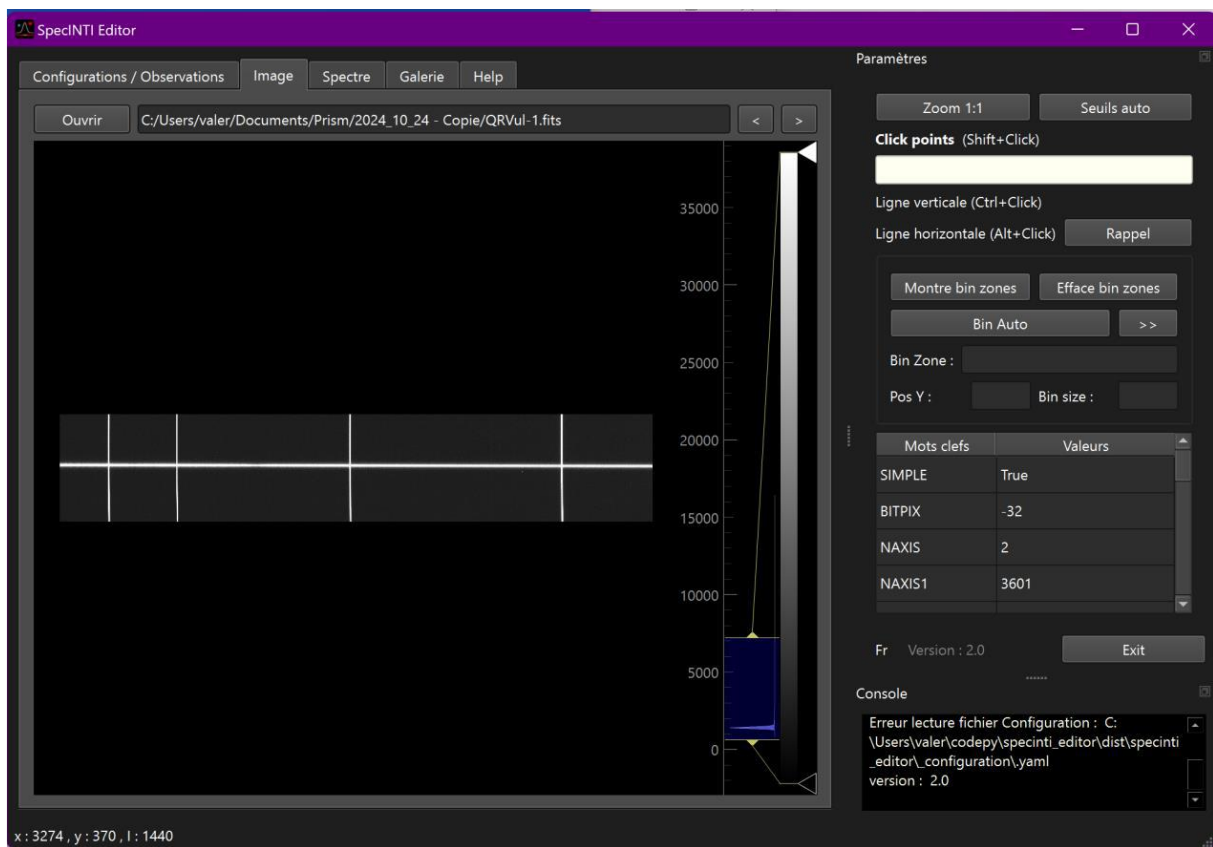 SpecINTI Editor
Configurations / Observations
Image
Spectre
Galerie
Help
Ouvrir
C:/Users/valer/Documents/Prism/2024_10_24 - Copie/QRVul-1.fits
<
>
35000
30000
25000
20000
15000
10000
5000
0
x : 3274 , y : 370 , I : 1440
Paramètres
Zoom 1:1
Seuils auto
Click points (Shift+Click)
Ligne verticale (Ctrl+Click)
Ligne horizontale (Alt+Click)
Rappel
Montre bin zones
Efface bin zones
Bin Auto
>>
Bin Zone :
Pos Y :
Bin size :
Mots clefs Valeurs
SIMPLE True
BITPIX -32
NAXIS 2
NAXIS1 3601
Fr Version : 2.0
Exit
Console
Erreur lecture fichier Configuration : C:
\Users\valer\codepy\specinti_editor\dist\specinti
_editor\_configuration\.yaml
version : 2.0